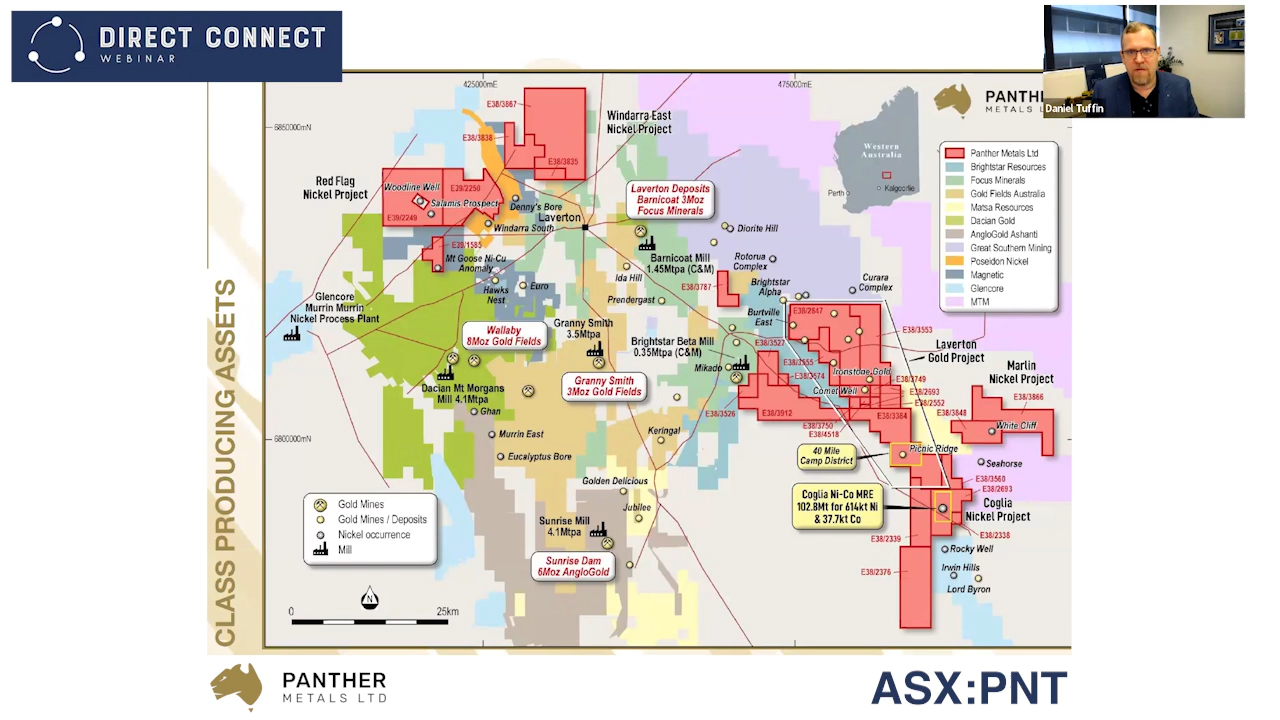 DIRECT CONNECT
WEBINAR
Daniel Tuffin
CLASS PRODUCING ASSETS
425000mE
475000mE
6850000mN
6800000mN
PANTH
METALS L
Western
Australia
Perth
Kalgoorlie
Panther Metals Ltd
Brightstar Resources
Focus Minerals
Gold Fields Australia
Matsa Resources
Dacian Gold
AngloGold Ashanti
Great Southern Mining
Poseidon Nickel
Magnetic
Glencore
MTM
E38/3867
E38/3838
E38/3835
Windarra East
Nickel Project
Red Flag
Nickel Project
Woodline Well
E39/2250
Salamis Prospect
E39/2249
Denny's Bore
Laverton
Windarra South
E39/1585
Mt Goose Ni-Cu
Anomaly
Hawks
Nest
Euro
Laverton Deposits
Barnicoat 3Moz
Focus Minerals
Barnicoat Mill
1.45Mtpa (C&M)
Diorite Hill
Rotorua
Complex
Ida Hill
Prendergast
E38/3787
Brightstar
Alpha
Curara
Complex
Burtville
East
E38/2847
E38/3553
Glencore
Murrin Murrin
Nickel Process Plant
Wallaby
8Moz Gold Fields
Granny Smith
3.5Mtpa
Brightstar Beta Mill
0.35Mtpa (C&M)
Mikado
E38/3527
E38/3555
E38/3574
Ironstone Gold
Comet Well
Laverton
Gold Project
Marlin
Nickel Project
E38/3749
E38/2693
E38/2552
E38/3866
E38/3848
White Cliff
Dacian Mt Morgans
Mill 4.1Mtpa
Granny Smith
3Moz Gold Fields
E38/3526
E38/3912
E38/3384
E38/3750
E38/4518
Ghan
Murrin East
Eucalyptus Bore
Keringal
40 Mile
Camp District
Picnic Ridge
Seahorse
E38/3560
E38/2693
Golden Delicious
Jubilee
Coglia Ni-Co MRE
102.8Mt for 614kt Ni
& 37.7kt Co
Coglia
Nickel Project
E38/2339
E38/2338
Sunrise Mill
4.1Mtpa
Sunrise Dam
6Moz AngloGold
E38/2376
Rocky Well
Irwin Hills
Lord Byron
Gold Mines
Gold Mines / Deposits
Nickel occurrence
Mill
N
0
25km
PANTHER
METALS LTD
ASX:PNT